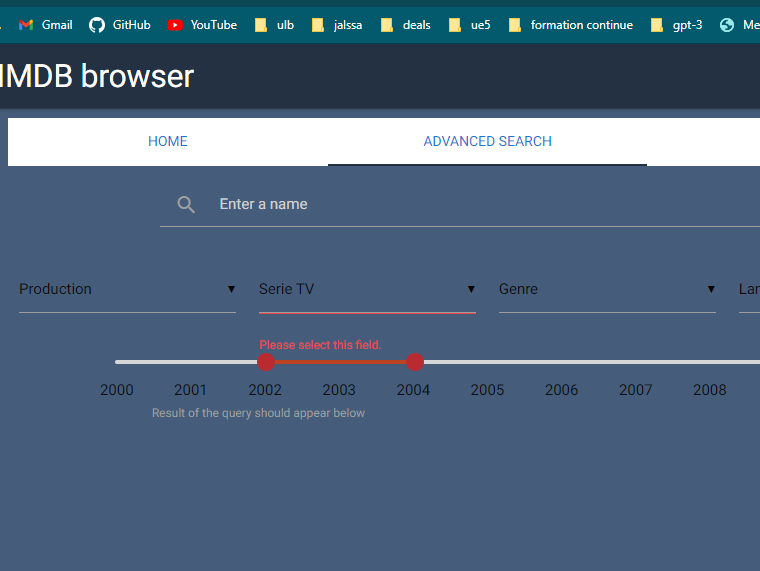 Gmail GitHub YouTube ulb jalssa deals ue5 formation continue gpt-3 Me
IMDB browser
HOME ADVANCED SEARCH
Enter a name
Production ▼ Serie TV ▼ Genre ▼ Lan
Please select this field.
2000 2001 2002 2003 2004 2005 2006 2007 2008
Result of the query should appear below